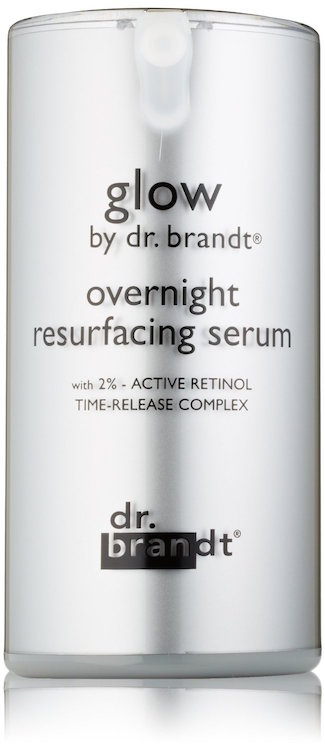 glow
by dr. brandt®
overnight
resurfacing serum
with 2% - ACTIVE RETINOL
TIME-RELEASE COMPLEX
dr.
brandt®